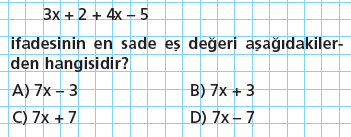 3x + 2 + 4x – 5
ifadesinin en sade eş değeri aşağıdakiler-
den hangisidir?
A) 7x – 3 B) 7x + 3
C) 7x + 7 D) 7x – 7